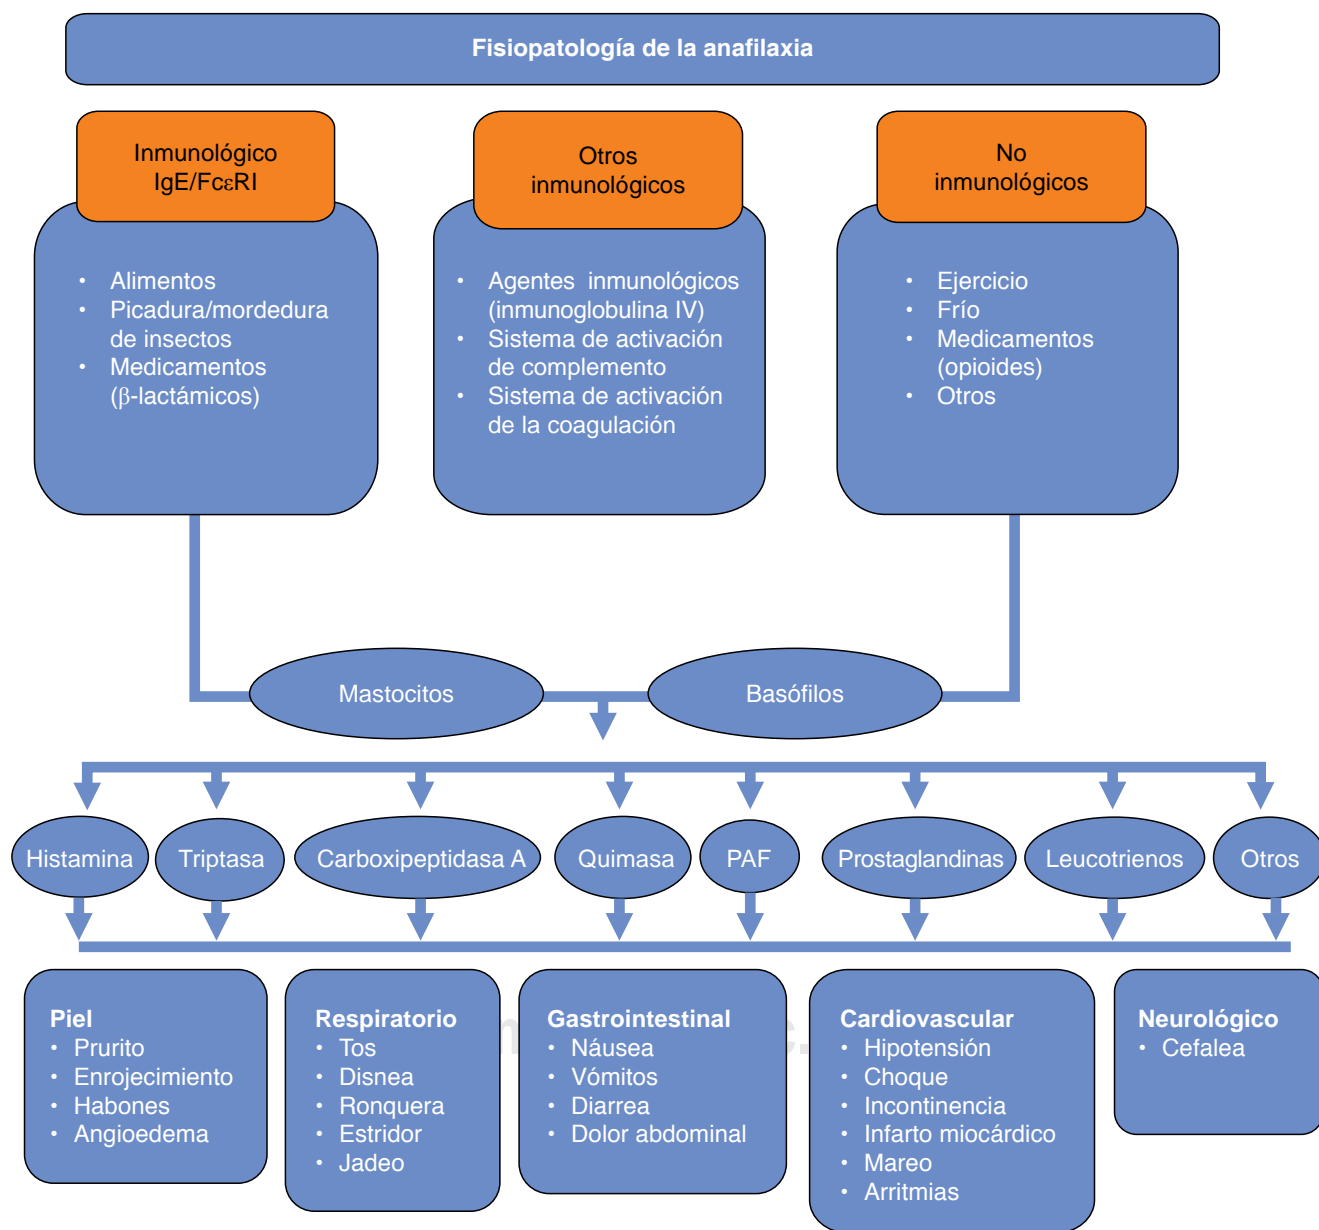 Fisiopatología de la anafilaxia
Inmunológico
IgE/FcεRI
Alimentos
Picadura/mordedura
de insectos
Medicamentos
(β-lactámicos)
Otros
inmunológicos
Agentes inmunológicos
(inmunoglobulina IV)
Sistema de activación
de complemento
Sistema de activación
de la coagulación
No
inmunológicos
Ejercicio
Frío
Medicamentos
(opioides)
Otros
Mastocitos
Basófilos
Histamina
Triptasa
Carboxipeptidasa A
Quimasa
PAF
Prostaglandinas
Leucotrienos
Otros
Piel
Prurito
Enrojecimiento
Habones
Angioedema
Respiratorio
Tos
Disnea
Ronquera
Estridor
Jadeo
Gastrointestinal
Náusea
Vómitos
Diarrea
Dolor abdominal
Cardiovascular
Hipotensión
Choque
Incontinencia
Infarto miocárdico
Mareo
Arritmias
Neurológico
Cefalea